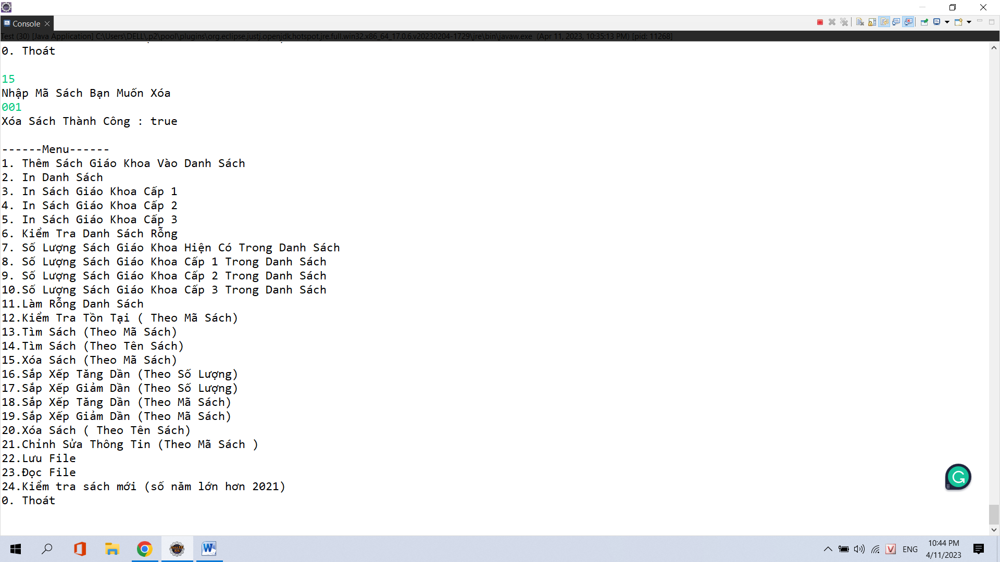 Console
Test (30) [Java Application] C:\Users\DELL\.p2\pool\plugins\org.eclipse.justj.openjdk.hotspot.jre.full.win32.x86_64_17.0.6.v20230204-1729\jre\bin\javaw.exe (Apr 11, 2023, 10:35:13 PM) [pid: 11268]
0. Thoát
15
Nhập Mã Sách Bạn Muốn Xóa
001
Xóa Sách Thành Công : true
------Menu------
1. Thêm Sách Giáo Khoa Vào Danh Sách
2. In Danh Sách
3. In Sách Giáo Khoa Cấp 1
4. In Sách Giáo Khoa Cấp 2
5. In Sách Giáo Khoa Cấp 3
6. Kiểm Tra Danh Sách Rỗng
7. Số Lượng Sách Giáo Khoa Hiện Có Trong Danh Sách
8. Số Lượng Sách Giáo Khoa Cấp 1 Trong Danh Sách
9. Số Lượng Sách Giáo Khoa Cấp 2 Trong Danh Sách
10.Số Lượng Sách Giáo Khoa Cấp 3 Trong Danh Sách
11.Làm Rỗng Danh Sách
12.Kiểm Tra Tồn Tại ( Theo Mã Sách)
13.Tìm Sách (Theo Mã Sách)
14.Tìm Sách (Theo Tên Sách)
15.Xóa Sách (Theo Mã Sách)
16.Sắp Xếp Tăng Dần (Theo Số Lượng)
17.Sắp Xếp Giảm Dần (Theo Số Lượng)
18.Sắp Xếp Tăng Dần (Theo Mã Sách)
19.Sắp Xếp Giảm Dần (Theo Mã Sách)
20.Xóa Sách ( Theo Tên Sách)
21.Chỉnh Sửa Thông Tin (Theo Mã Sách )
22.Lưu File
23.Đọc File
24.Kiểm tra sách mới (số năm lớn hơn 2021)
0. Thoát
ENG
10:44 PM
4/11/2023